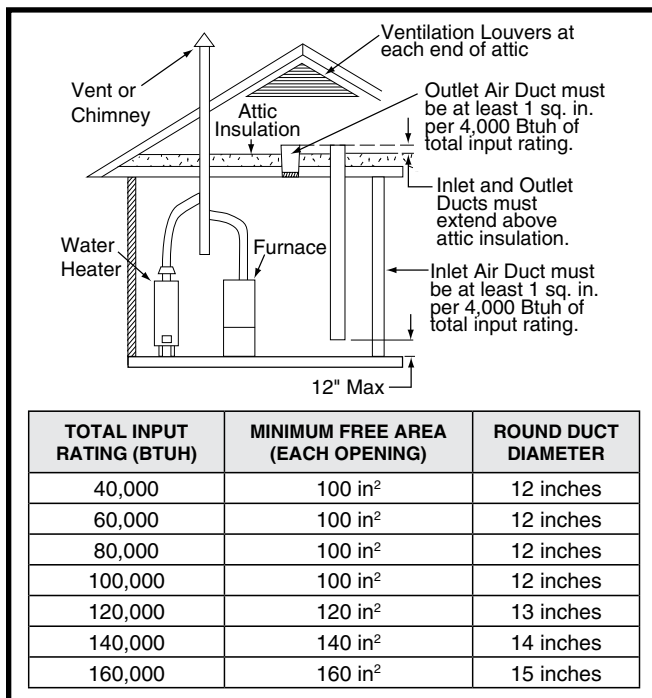 Ventilation Louvers at
each end of attic
Vent or
Chimney
Attic
Insulation
Outlet Air Duct must
be at least 1 sq. in.
per 4,000 Btuh of
total input rating.
Inlet and Outlet
Ducts must
extend above
attic insulation.
Water
Heater
Furnace
Inlet Air Duct must
be at least 1 sq. in.
per 4,000 Btuh of
total input rating.
12" Max
TOTAL INPUT
RATING (BTUH)
MINIMUM FREE AREA
(EACH OPENING)
ROUND DUCT
DIAMETER
40,000 100 in² 12 inches
60,000 100 in² 12 inches
80,000 100 in² 12 inches
100,000 100 in² 12 inches
120,000 120 in² 13 inches
140,000 140 in² 14 inches
160,000 160 in² 15 inches